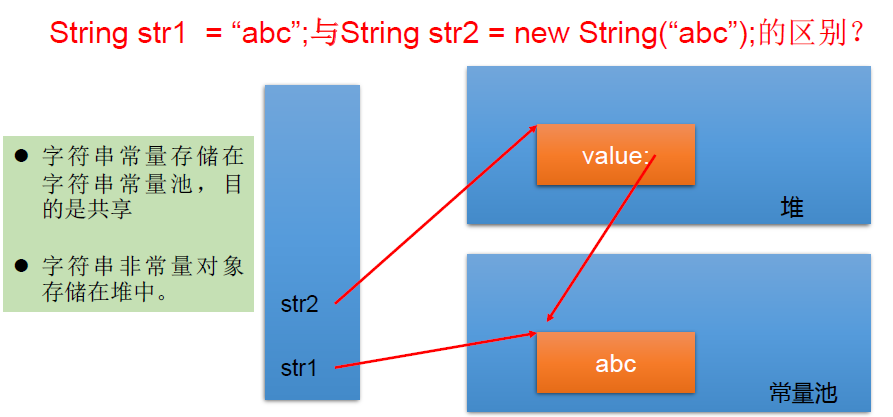 String str1  = “abc”;与String str2 = new String(“abc”);的区别？
● 字符串常量存储在
字符串常量池，目
的是共享
● 字符串非常量对象
存储在堆中。
value:
堆
str2
str1
abc
常量池